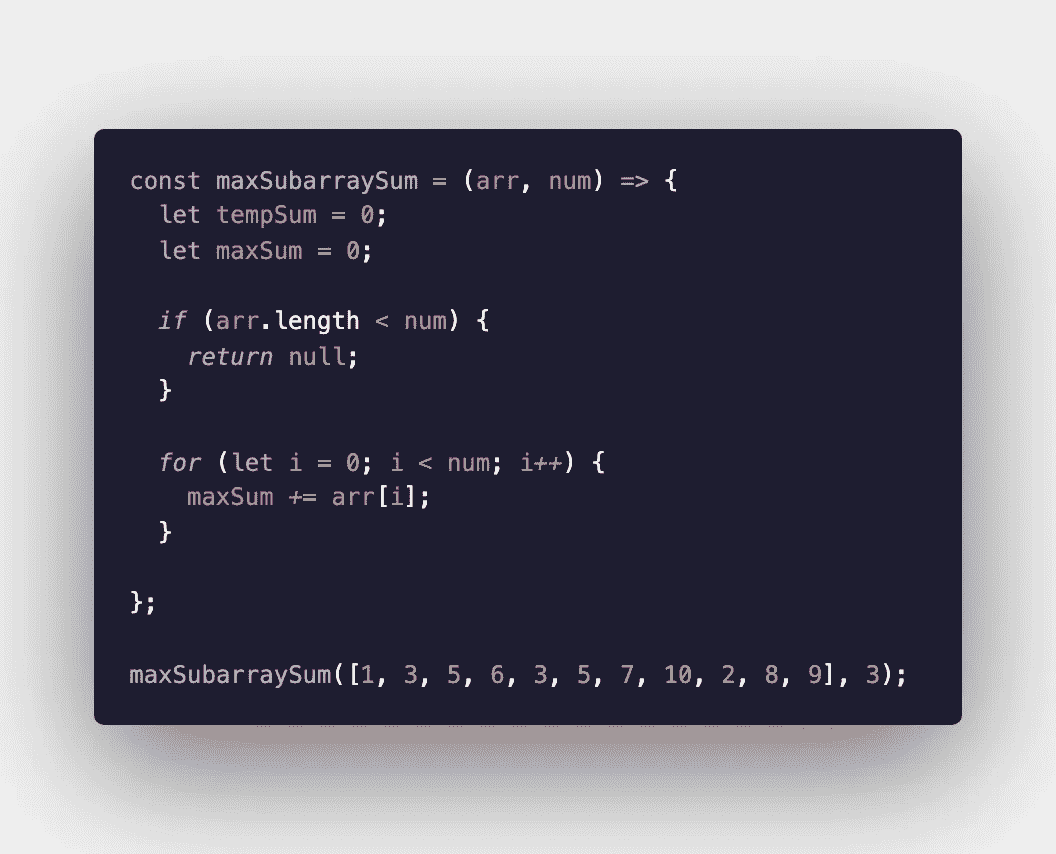 const maxSubarraySum = (arr, num) => {
  let tempSum = 0;
  let maxSum = 0;

  if (arr.length < num) {
    return null;
  }

  for (let i = 0; i < num; i++) {
    maxSum += arr[i];
  }

};

maxSubarraySum([1, 3, 5, 6, 3, 5, 7, 10, 2, 8, 9], 3);